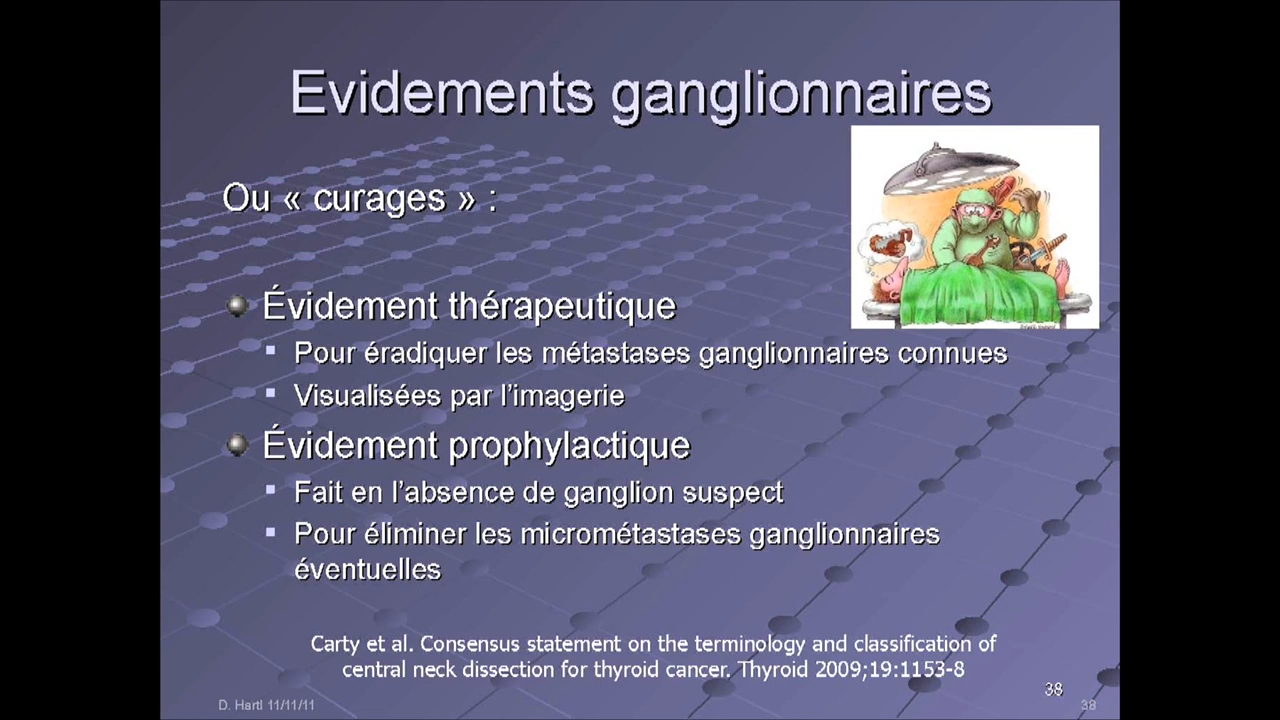 Evidements ganglionnaires
Ou « curages » :
Évidement thérapeutique
Pour éradiquer les métastases ganglionnaires connues
Visualisées par l'imagerie
Évidement prophylactique
Fait en l'absence de ganglion suspect
Pour éliminer les micrométastases ganglionnaires
éventuelles
Carty et al. Consensus statement on the terminology and classification of
central neck dissection for thyroid cancer. Thyroid 2009;19:1153-8
38
D. Hartl 11/11/11
38